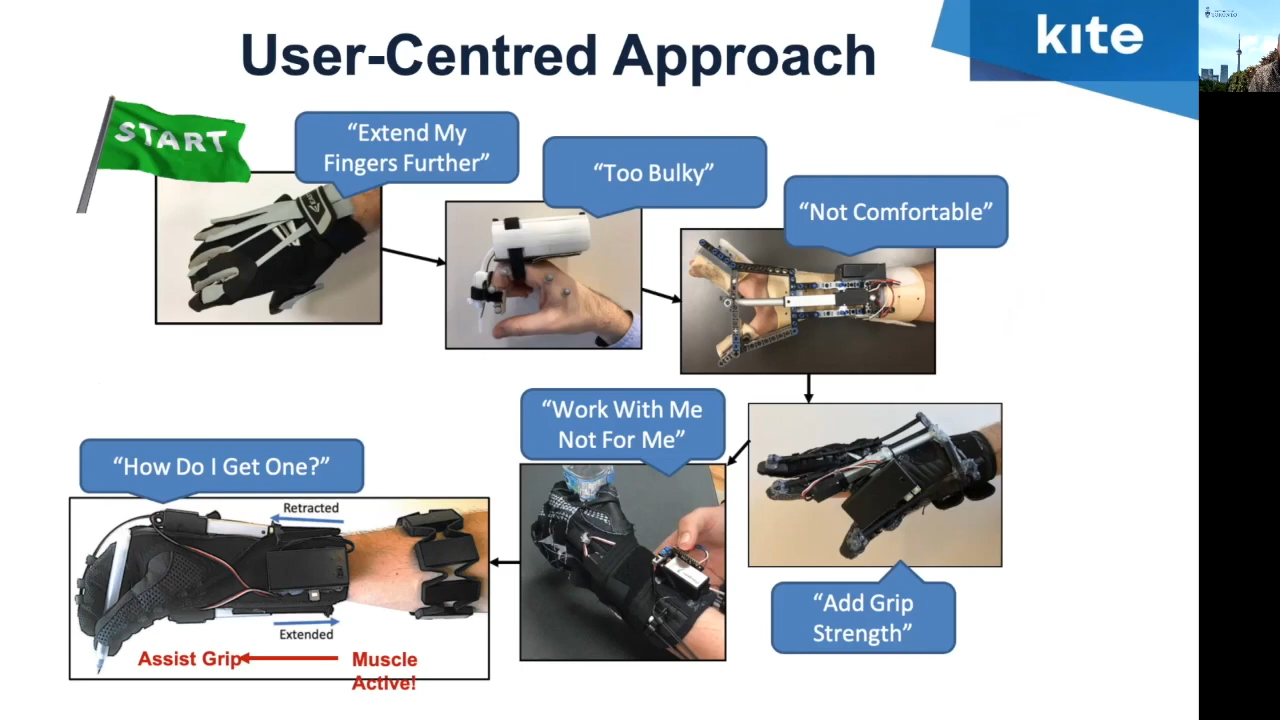 User-Centred Approach
kite
TORONTO
START
“Extend My
Fingers Further”
“Too Bulky”
“Not Comfortable”
“Add Grip
Strength”
“Work With Me
Not For Me”
“How Do I Get One?”
Retracted
Extended
Assist Grip
Muscle
Active!